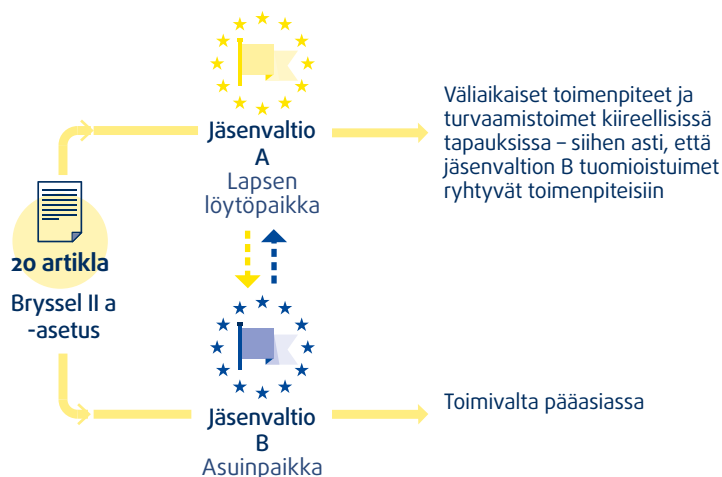 20 artikla
Bryssel II a
-asetus
Jäsenvaltio
A
Lapsen
löytöpaikka
Väliaikaiset toimenpiteet ja
turvaamistoimet kiireellisissä
tapauksissa – siihen asti, että
jäsenvaltion B tuomioistuimet
ryhtyvät toimenpiteisiin
Jäsenvaltio
B
Asuinpaikka
Toimivalta pääasiassa